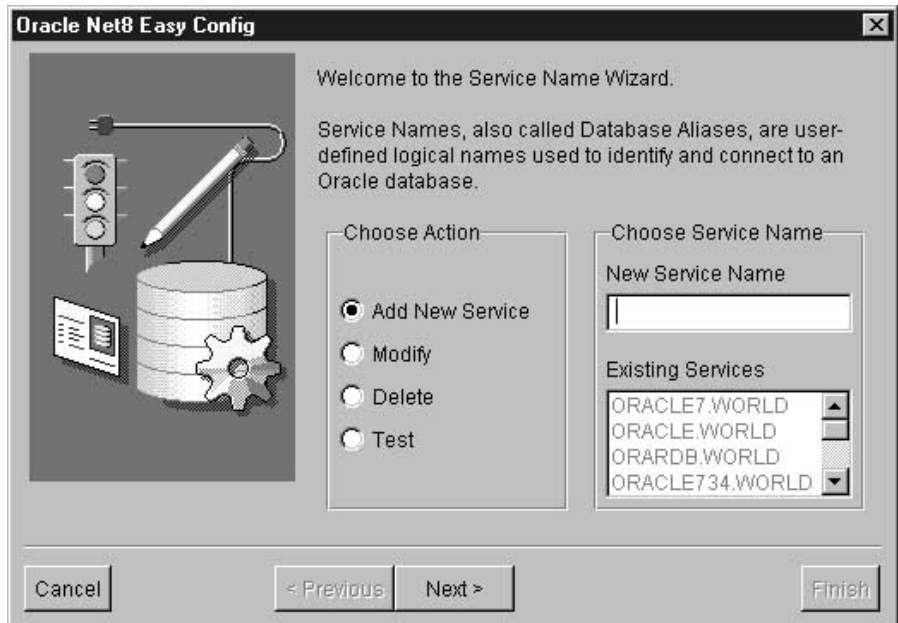 Oracle Net8 Easy Config
Welcome to the Service Name Wizard.
Service Names, also called Database Aliases, are user-
defined logical names used to identify and connect to an
Oracle database.
Choose Action
Add New Service
Modify
Delete
Test
Choose Service Name
New Service Name
Existing Services
ORACLE7.WORLD
ORACLE.WORLD
ORARDB.WORLD
ORACLE734.WORLD
Cancel
< Previous
Next >
Finish